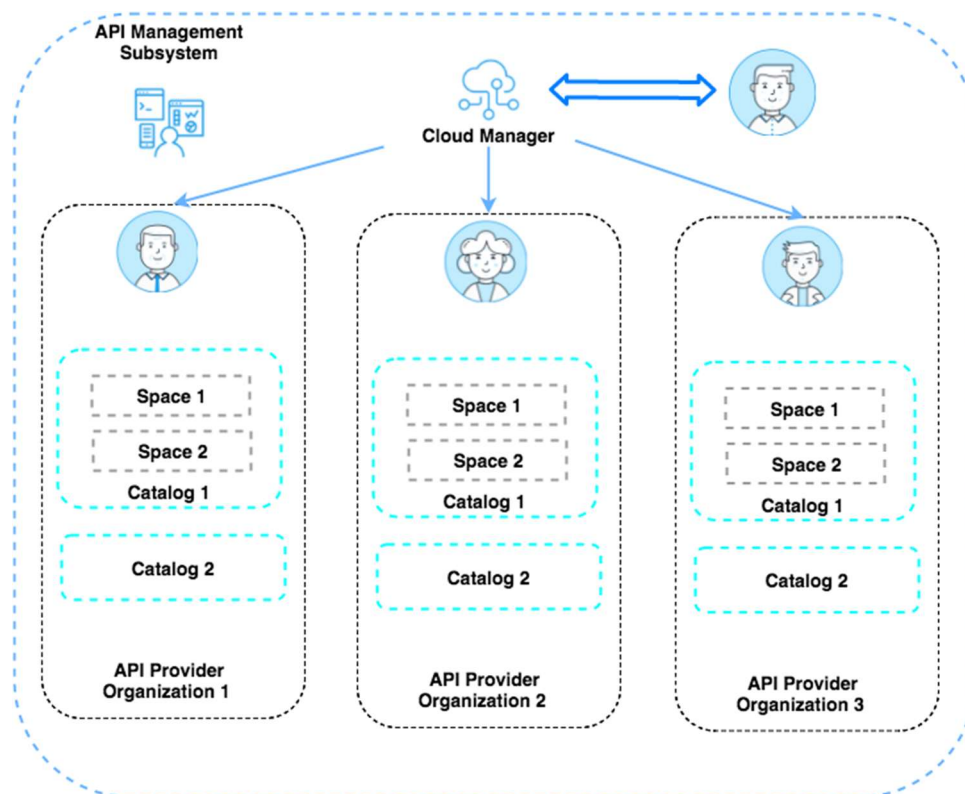 API Management
Subsystem
Cloud Manager
Space 1
Space 2
Catalog 1
Catalog 2
API Provider
Organization 1
Space 1
Space 2
Catalog 1
Catalog 2
API Provider
Organization 2
Space 1
Space 2
Catalog 1
Catalog 2
API Provider
Organization 3